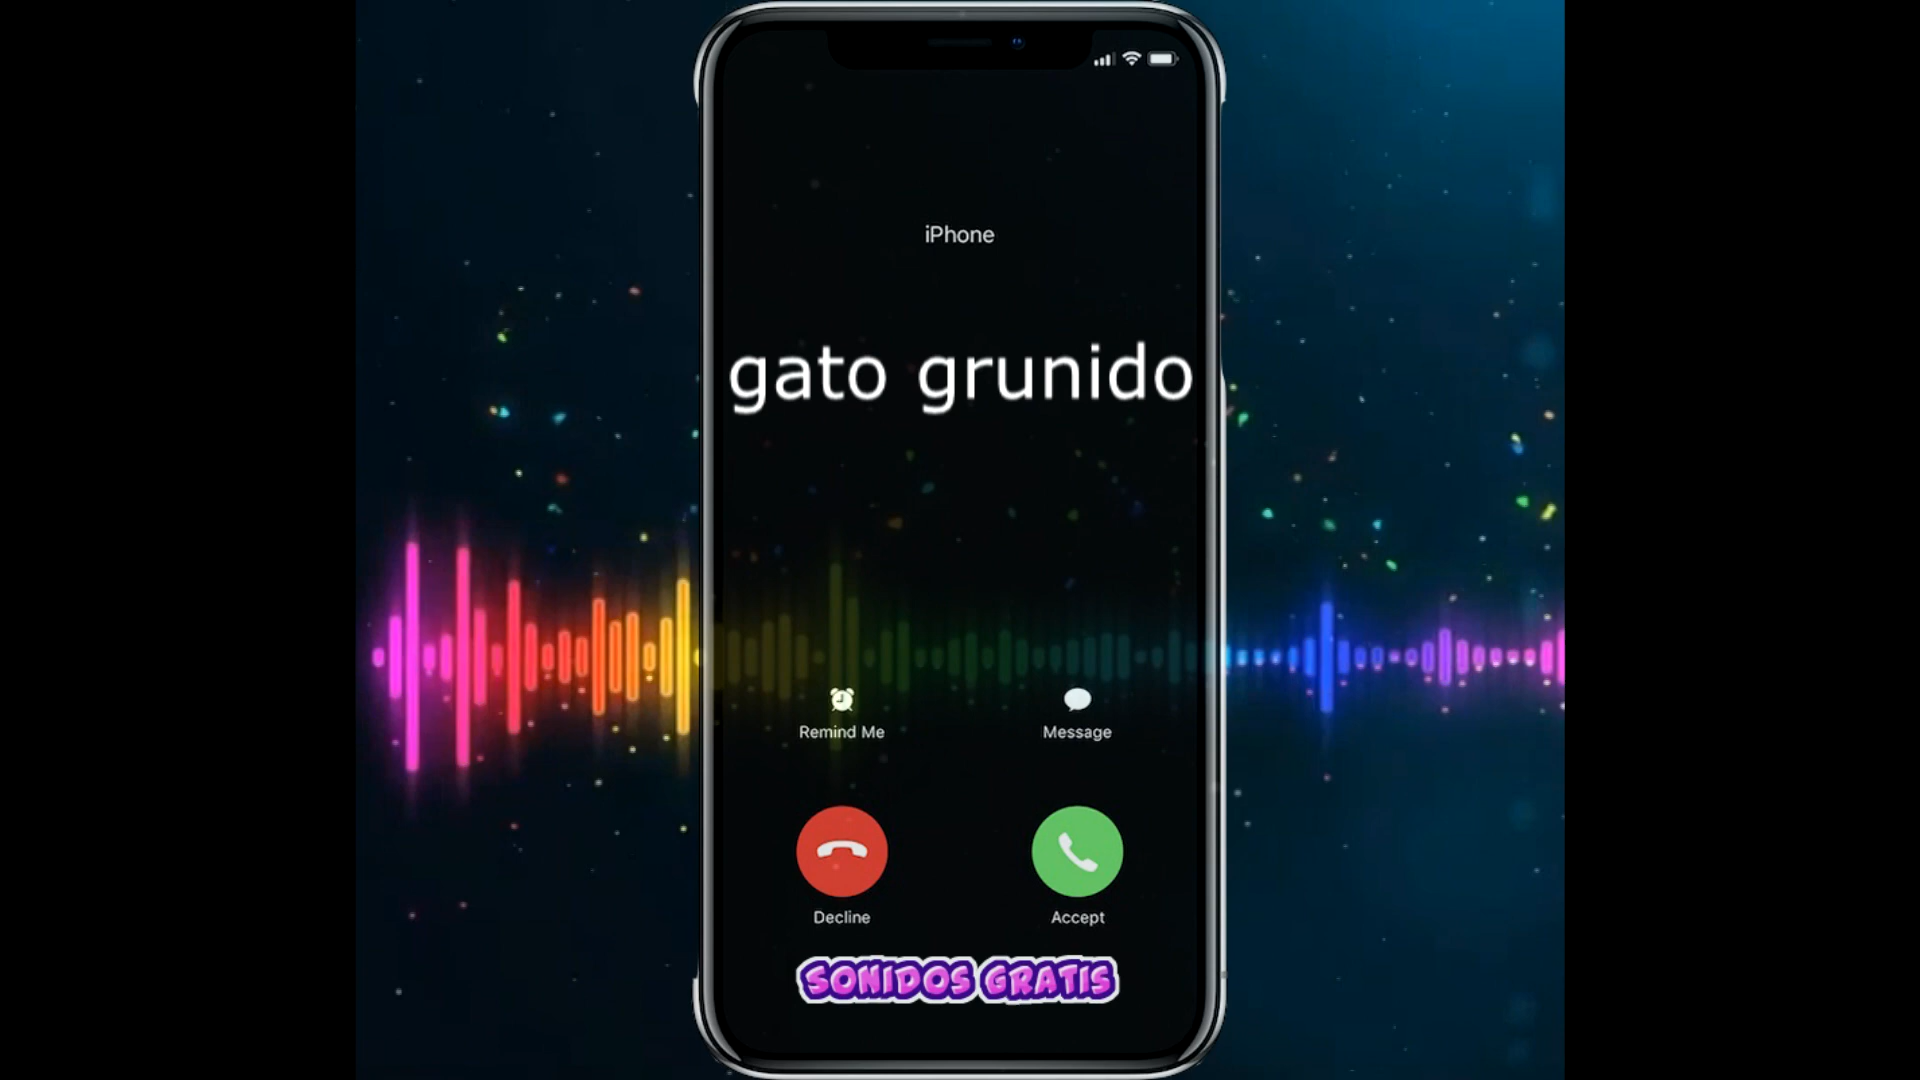 iPhone
gato grunido
Remind Me
Message
Decline
Accept
SONIDOS GRATIS